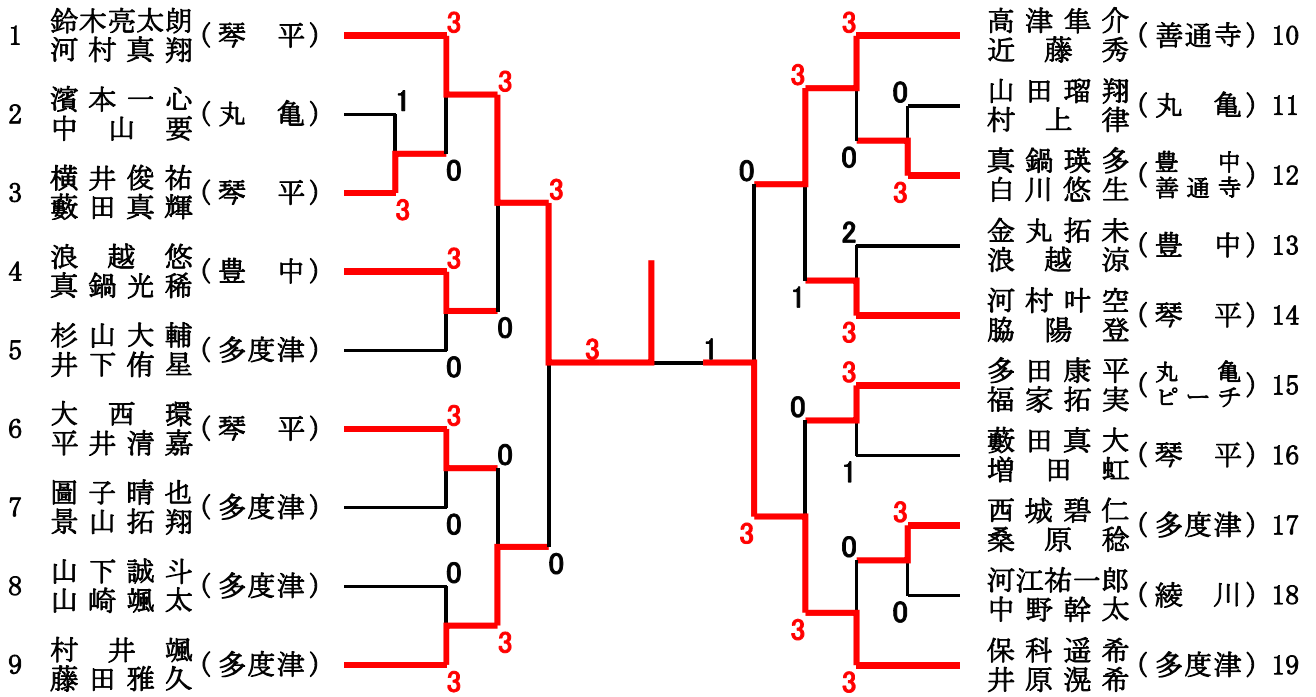 1 鈴木亮太朗 河村真翔 (琴 平)
2 濱本一心 中山要 (丸 亀)
3 横井俊祐 藪田真輝 (琴 平)
4 浪越悠 真鍋光稀 (豊 中)
5 杉山大輔 井下侑星 (多度津)
6 大西環 平井清嘉 (琴 平)
7 圖子晴也 景山拓翔 (多度津)
8 山下誠斗 山崎颯太 (多度津)
9 村井颯 藤田雅久 (多度津)
3
1
3
0
3
3
0
0
3
0
0
3
0
3
3
0
3
0
3
1
0
3
3
0
3
0
0
3
2
1
3
3
0
1
3
0
0
3
3
高津隼介 近藤秀 (善通寺) 10
山田瑠翔 村上律 (丸 亀) 11
真鍋瑛多 白川悠生 (豊 中 善通寺) 12
金丸拓未 浪越涼 (豊 中) 13
河村叶空 脇陽登 (琴 平) 14
多田康平 福家拓実 (丸 亀 ピーチ) 15
藪田真大 増田虹 (琴 平) 16
西城碧仁 桑原稔 (多度津) 17
河江祐一郎 中野幹太 (綾 川) 18
保科遥希 井原滉希 (多度津) 19